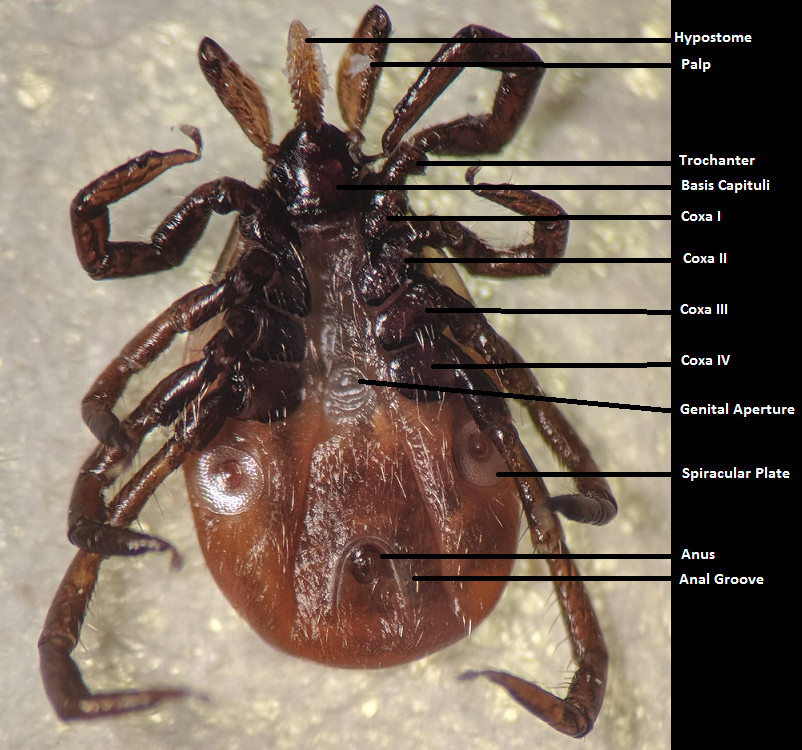 Hypostome
Palp
Trochanter
Basis Capituli
Coxa I
Coxa II
Coxa III
Coxa IV
Genital Aperture
Spiracular Plate
Anus
Anal Groove